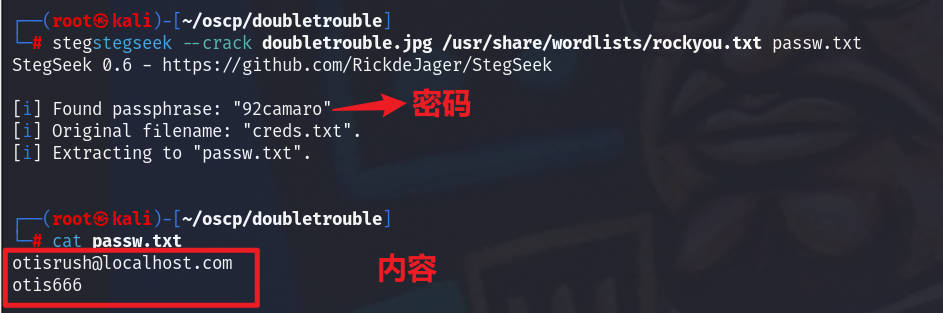 ┌──(root㉿kali)-[~/oscp/doubletrouble]
└─# stegstegseek --crack doubletrouble.jpg /usr/share/wordlists/rockyou.txt passw.txt
StegSeek 0.6 - https://github.com/RickdeJager/StegSeek
[i] Found passphrase: "92camaro" 密码
[i] Original filename: "creds.txt".
[i] Extracting to "passw.txt".
┌──(root㉿kali)-[~/oscp/doubletrouble]
└─# cat passw.txt
otisrush@localhost.com 内容
otis666